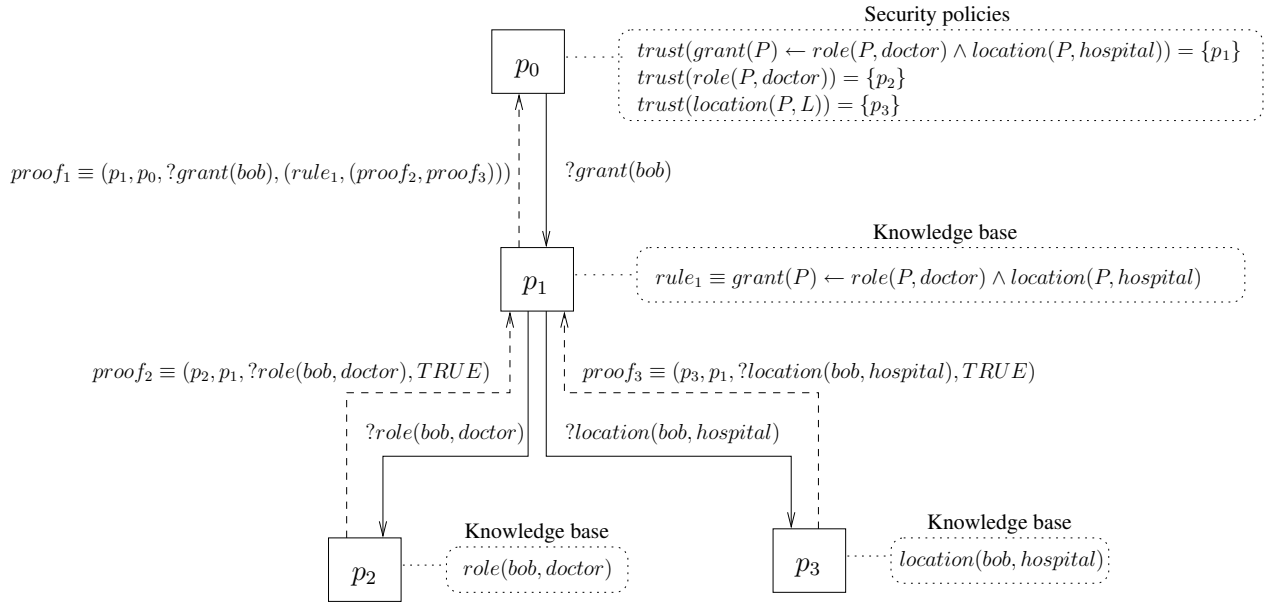 Security policies
p₀
trust(grant(P) ← role(P, doctor) ∧ location(P, hospital)) = {p₁}
trust(role(P, doctor)) = {p₂}
trust(location(P, L)) = {p₃}
proof₁ ≡ (p₁, p₀, ?grant(bob), (rule₁, (proof₂, proof₃)))
?grant(bob)
Knowledge base
p₁
rule₁ ≡ grant(P) ← role(P, doctor) ∧ location(P, hospital)
proof₂ ≡ (p₂, p₁, ?role(bob, doctor), TRUE)
proof₃ ≡ (p₃, p₁, ?location(bob, hospital), TRUE)
?role(bob, doctor)
?location(bob, hospital)
Knowledge base
p₂
role(bob, doctor)
Knowledge base
p₃
location(bob, hospital)